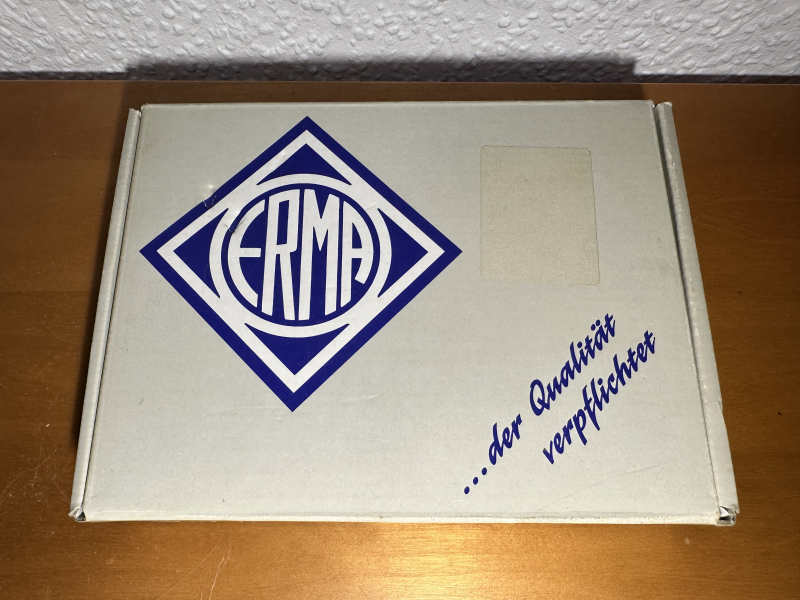 ERMA
...der Qualität
verpflichtet